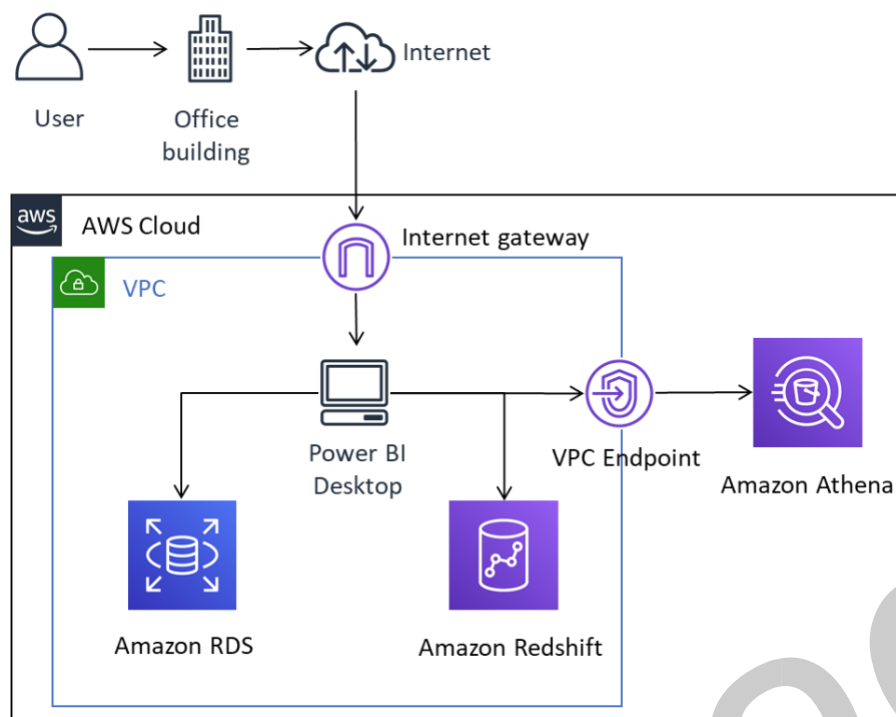 Internet
User
Office
building
aws
AWS Cloud
Internet gateway
VPC
Power BI
Desktop
VPC Endpoint
Amazon Athena
Amazon RDS
Amazon Redshift